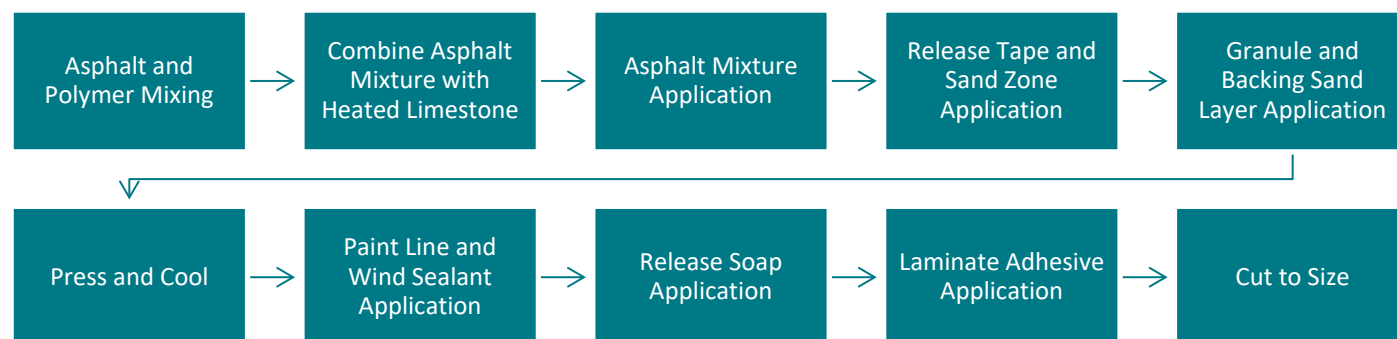 Asphalt and
Polymer Mixing
Combine Asphalt
Mixture with
Heated Limestone
Asphalt Mixture
Application
Release Tape and
Sand Zone
Application
Granule and
Backing Sand
Layer Application
Press and Cool
Paint Line and
Wind Sealant
Application
Release Soap
Application
Laminate Adhesive
Application
Cut to Size